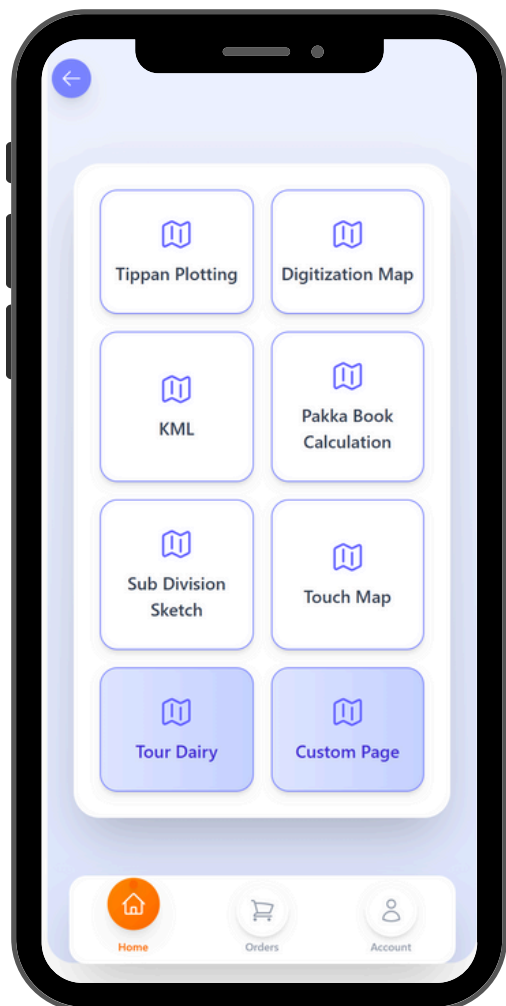 Tippan Plotting
Digitization Map
KML
Pakka Book
Calculation
Sub Division
Sketch
Touch Map
Tour Dairy
Custom Page
Home
Orders
Account